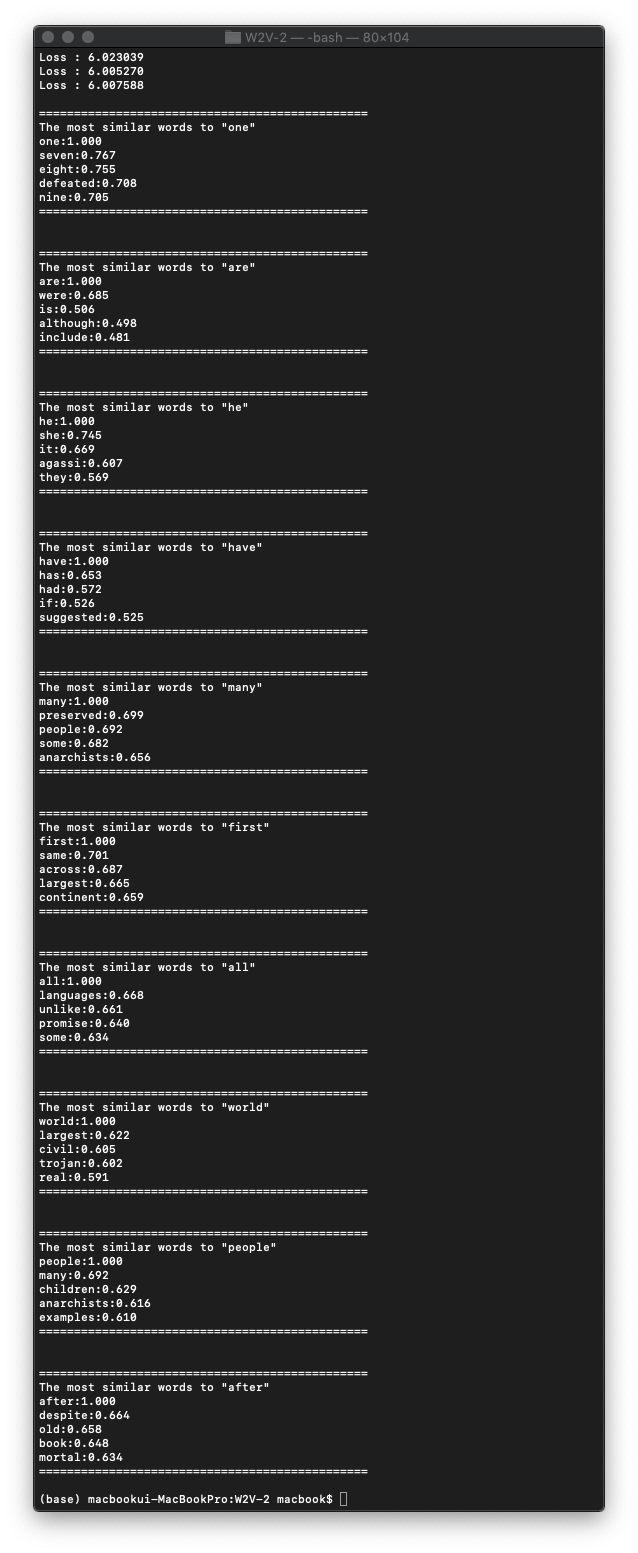 W2V-2 — -bash — 80×104
Loss : 6.023039
Loss : 6.005270
Loss : 6.007588
===============================================
The most similar words to "one"
one:1.000
seven:0.767
eight:0.755
defeated:0.708
nine:0.705
===============================================
===============================================
The most similar words to "are"
are:1.000
were:0.685
is:0.506
although:0.498
include:0.481
===============================================
===============================================
The most similar words to "he"
he:1.000
she:0.745
it:0.669
agassi:0.607
they:0.569
===============================================
===============================================
The most similar words to "have"
have:1.000
has:0.653
had:0.572
if:0.526
suggested:0.525
===============================================
===============================================
The most similar words to "many"
many:1.000
preserved:0.699
people:0.692
some:0.682
anarchists:0.656
===============================================
===============================================
The most similar words to "first"
first:1.000
same:0.701
across:0.687
largest:0.665
continent:0.659
===============================================
===============================================
The most similar words to "all"
all:1.000
languages:0.668
unlike:0.661
promise:0.640
some:0.634
===============================================
===============================================
The most similar words to "world"
world:1.000
largest:0.622
civil:0.605
trojan:0.602
real:0.591
===============================================
===============================================
The most similar words to "people"
people:1.000
many:0.692
children:0.629
anarchists:0.616
examples:0.610
===============================================
===============================================
The most similar words to "after"
after:1.000
despite:0.664
old:0.658
book:0.648
mortal:0.634
===============================================
(base) macbookui-MacBookPro:W2V-2 macbook$